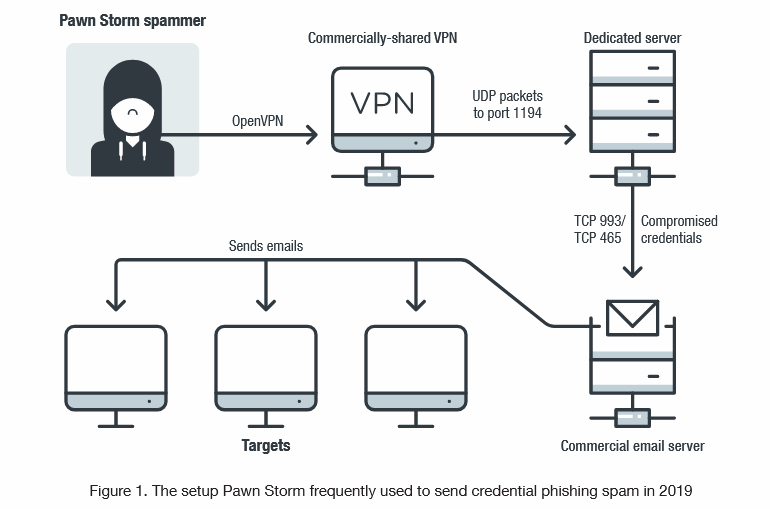 Pawn Storm spammer
Commercially-shared VPN
Dedicated server
VPN
OpenVPN
UDP packets
to port 1194
TCP 993/
TCP 465
Compromised
credentials
Sends emails
Targets
Commercial email server
Figure 1. The setup Pawn Storm frequently used to send credential phishing spam in 2019